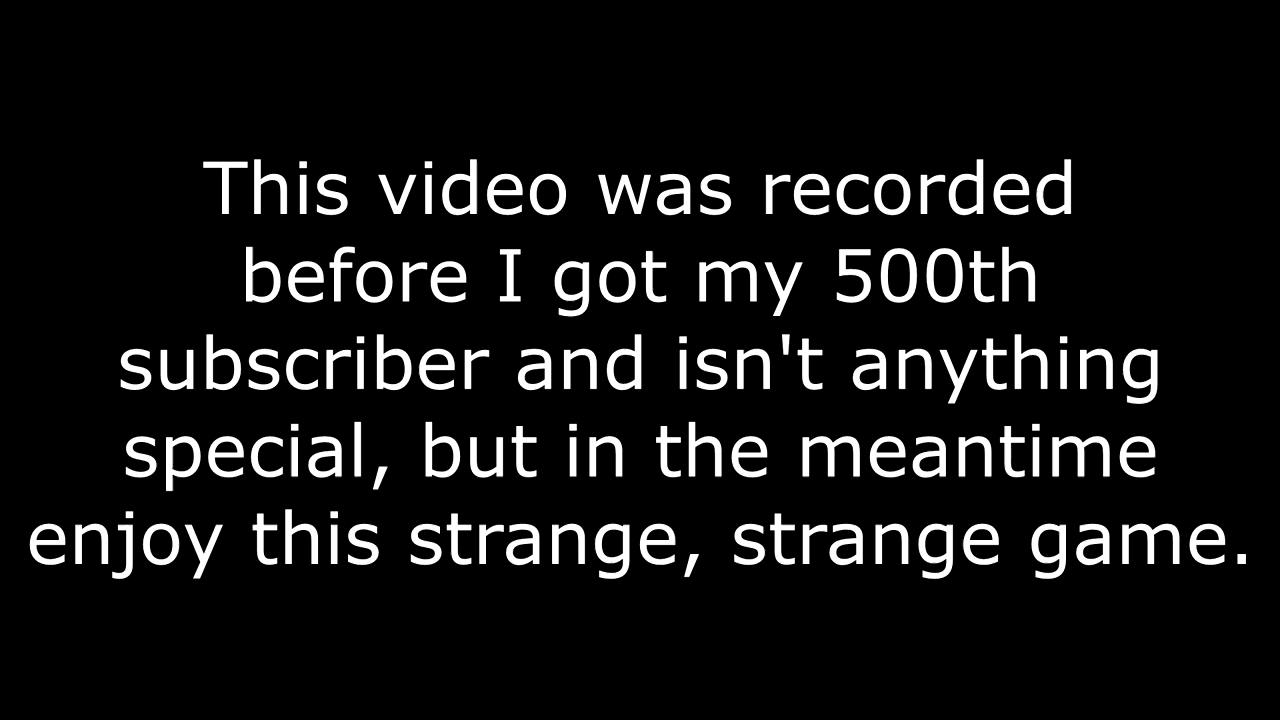 This video was recorded
before I got my 500th
subscriber and isn't anything
special, but in the meantime
enjoy this strange, strange game.